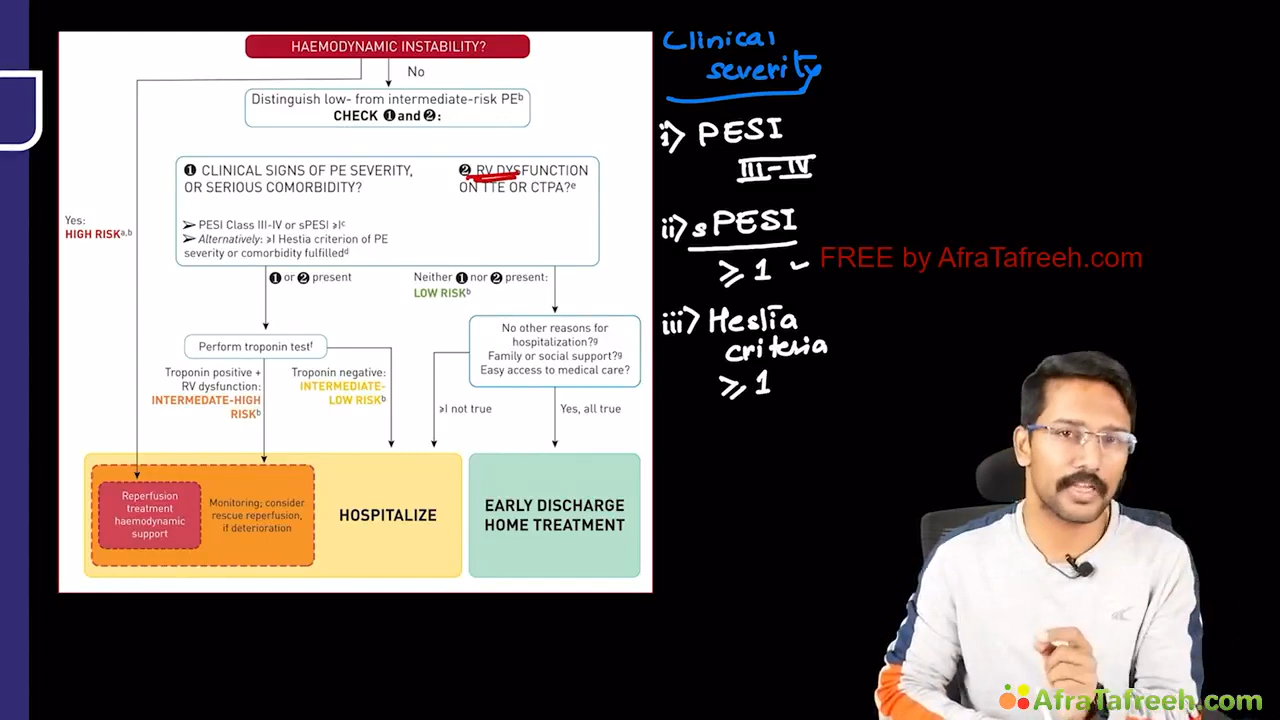 HAEMODYNAMIC INSTABILITY?
No
Distinguish low- from intermediate-risk PEᵇ
CHECK ❶ and ❷:
❶ CLINICAL SIGNS OF PE SEVERITY,
OR SERIOUS COMORBIDITY?
➢ PESI Class III-IV or sPESI ⩾Iᶜ
➢ Alternatively: ⩾I Hestia criterion of PE
severity or comorbidity fulfilledᵈ
❷ RV DYSFUNCTION
ON TTE OR CTPA?ᵉ
Yes:
HIGH RISKᵃ,ᵇ
❶ or ❷ present
Neither ❶ nor ❷ present:
LOW RISKᵇ
Perform troponin testᶠ
No other reasons for
hospitalization?ᵍ
Family or social support?ᵍ
Easy access to medical care?
Troponin positive +
RV dysfunction:
INTERMEDATE-HIGH
RISKᵇ
Troponin negative:
INTERMEDIATE-
LOW RISKᵇ
⩾I not true
Yes, all true
Reperfusion
treatment
haemodynamic
support
Monitoring; consider
rescue reperfusion,
if deterioration
HOSPITALIZE
EARLY DISCHARGE
HOME TREATMENT
Clinical
severity
i) PESI
III-IV
ii) sPESI
⩾ 1
iii) Hestia
criteria
⩾ 1
FREE by AfraTafreeh.com
AfraTafreeh.com